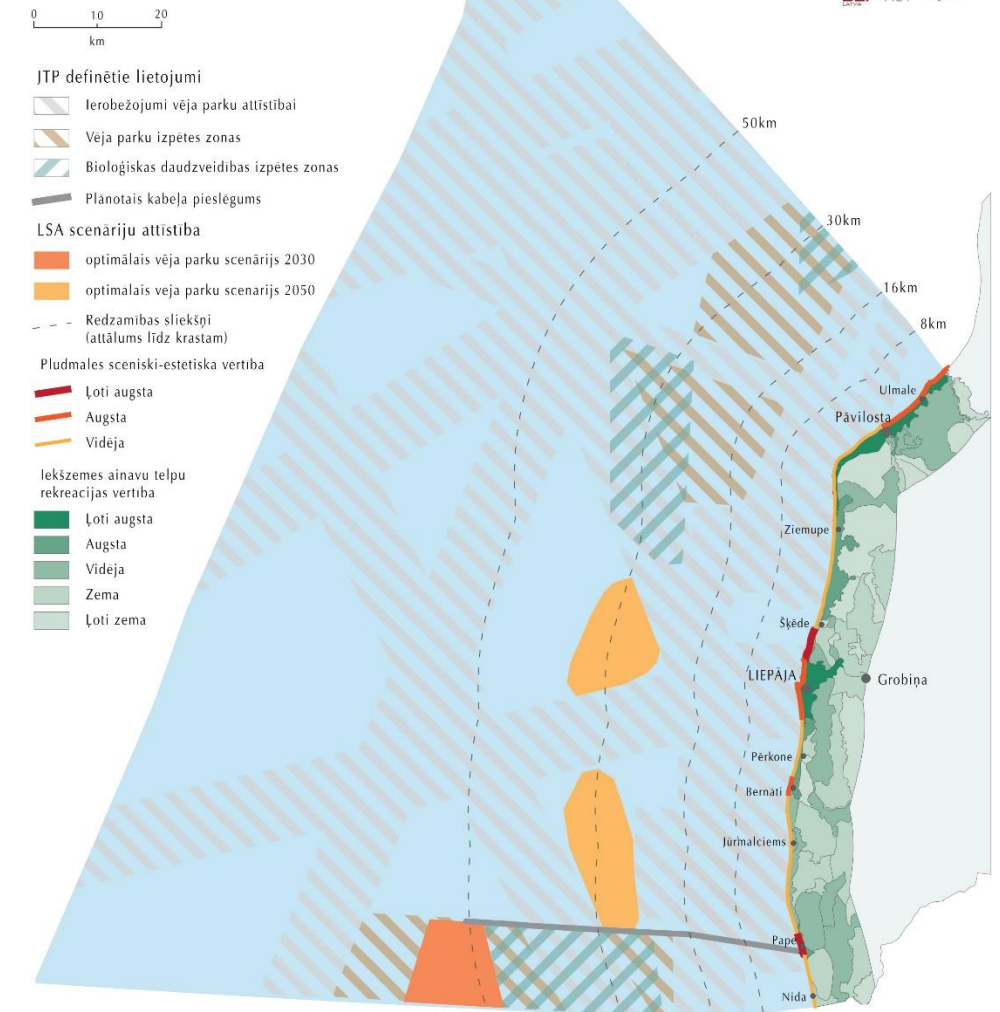 0 10 20
km
JTP definētie lietojumi
Ierobežojumi vēja parku attīstībai
Vēja parku izpētes zonas
Bioloģiskas daudzveidības izpētes zonas
Plānotais kabeļa pieslēgums
LSA scenāriju attīstība
optimālais vēja parku scenārijs 2030
optimalais veja parku scenarijs 2050
Redzamības sliekšņi
(attālums līdz krastam)
Pludmales sceniski-estetiska vertība
Ļoti augsta
Augsta
Vidēja
Iekšzemes ainavu telpu
rekreacijas vertība
Ļoti augsta
Augsta
Vidēja
Zema
Ļoti zema
LATVIA
50km
30km
16km
8km
Ulmale
Pāvilosta
Ziemupe
Šķēde
LIEPĀJA
Grobiņa
Pērkone
Bernāti
Jūrmalciems
Pape
Nida